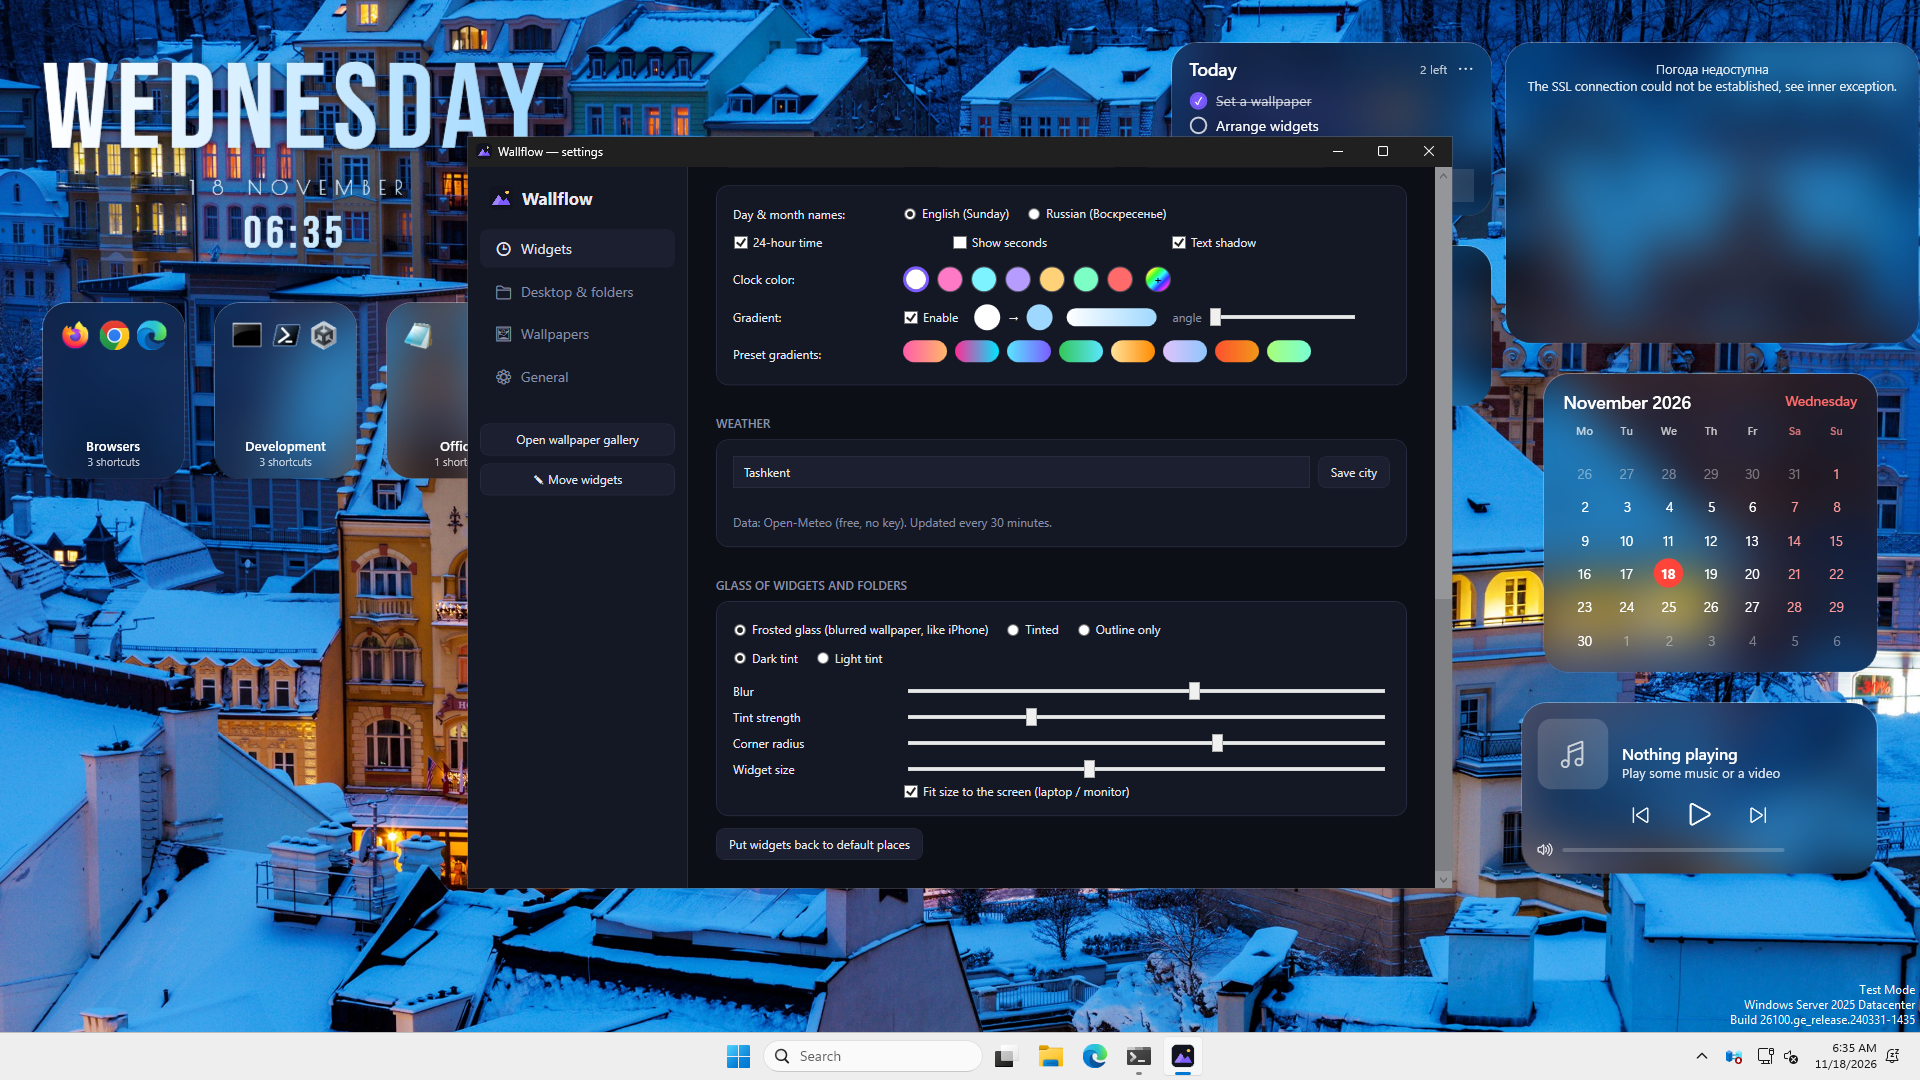 WEDNESDAY
18 NOVEMBER
06:35
Browsers
3 shortcuts
Development
3 shortcuts
Today
2 left
Set a wallpaper
Arrange widgets
Погода недоступна
The SSL connection could not be established, see inner exception.
Wallflow — settings
Wallflow
Widgets
Desktop & folders
Wallpapers
General
Open wallpaper gallery
Move widgets
Day & month names:
English (Sunday)
Russian (Воскресенье)
24-hour time
Show seconds
Text shadow
Clock color:
Gradient:
Enable
→
angle
Preset gradients:
WEATHER
Tashkent
Save city
Data: Open-Meteo (free, no key). Updated every 30 minutes.
GLASS OF WIDGETS AND FOLDERS
Frosted glass (blurred wallpaper, like iPhone)
Tinted
Outline only
Dark tint
Light tint
Blur
Tint strength
Corner radius
Widget size
Fit size to the screen (laptop / monitor)
Put widgets back to default places
November 2026
Wednesday
Mo Tu We Th Fr Sa Su
26 27 28 29 30 31 1
2 3 4 5 6 7 8
9 10 11 12 13 14 15
16 17 18 19 20 21 22
23 24 25 26 27 28 29
30 1 2 3 4 5 6
Nothing playing
Play some music or a video
Test Mode
Windows Server 2025 Datacenter
Build 26100.ge_release.240331-1435
Search
6:35 AM
11/18/2026